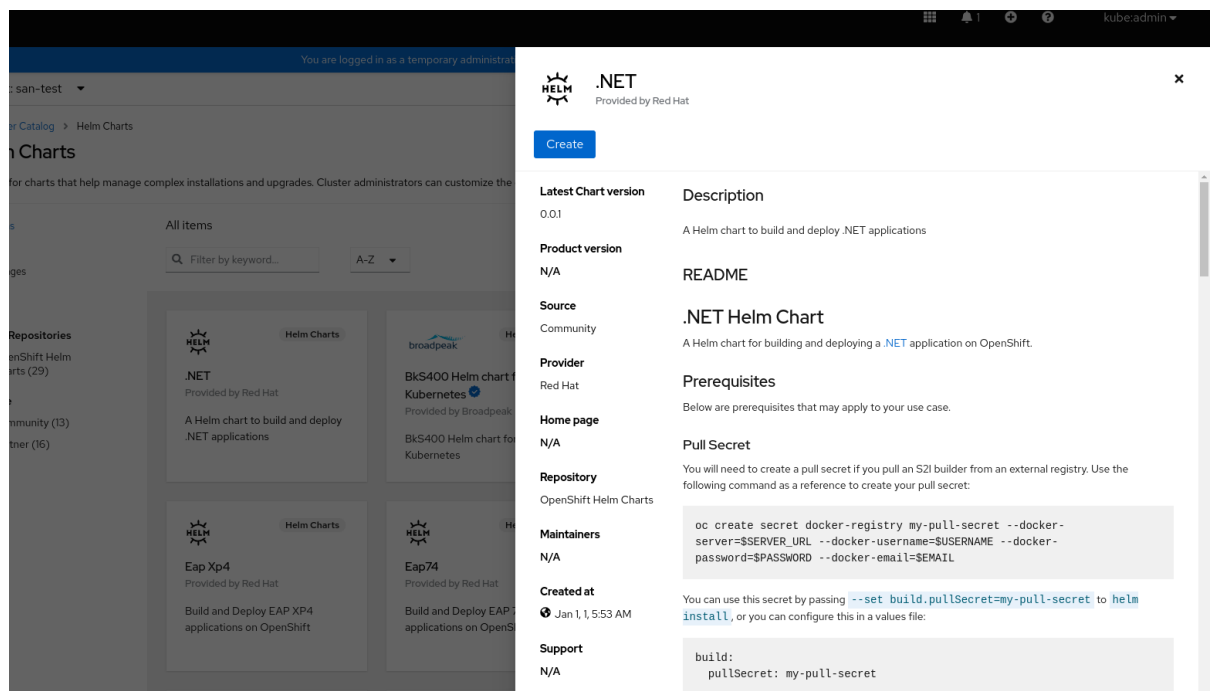 1
kube:admin
You are logged in as a temporary administrat
: san-test
er Catalog > Helm Charts
n Charts
for charts that help manage complex installations and upgrades. Cluster administrators can customize the
s
ges
Repositories
enShift Helm
arts (29)
e
mmunity (13)
tner (16)
All items
Filter by keyword...
A-Z
HELM
Helm Charts
.NET
Provided by Red Hat
A Helm chart to build and deploy
.NET applications
broadpeak
He
BkS400 Helm chart f
Kubernetes
Provided by Broadpeak
BkS400 Helm chart for
Kubernetes
HELM
Helm Charts
Eap Xp4
Provided by Red Hat
Build and Deploy EAP XP4
applications on OpenShift
HELM
He
Eap74
Provided by Red Hat
Build and Deploy EAP 7
applications on OpenS
HELM
.NET
Provided by Red Hat
Create
Latest Chart version
0.0.1
Product version
N/A
Source
Community
Provider
Red Hat
Home page
N/A
Repository
OpenShift Helm Charts
Maintainers
N/A
Created at
Jan 1, 1, 5:53 AM
Support
N/A
Description
A Helm chart to build and deploy .NET applications
README
.NET Helm Chart
A Helm chart for building and deploying a .NET application on OpenShift.
Prerequisites
Below are prerequisites that may apply to your use case.
Pull Secret
You will need to create a pull secret if you pull an S2I builder from an external registry. Use the
following command as a reference to create your pull secret:
oc create secret docker-registry my-pull-secret --docker-
server=$SERVER_URL --docker-username=$USERNAME --docker-
password=$PASSWORD --docker-email=$EMAIL
You can use this secret by passing --set build.pullSecret=my-pull-secret to helm
install, or you can configure this in a values file:
build:
  pullSecret: my-pull-secret